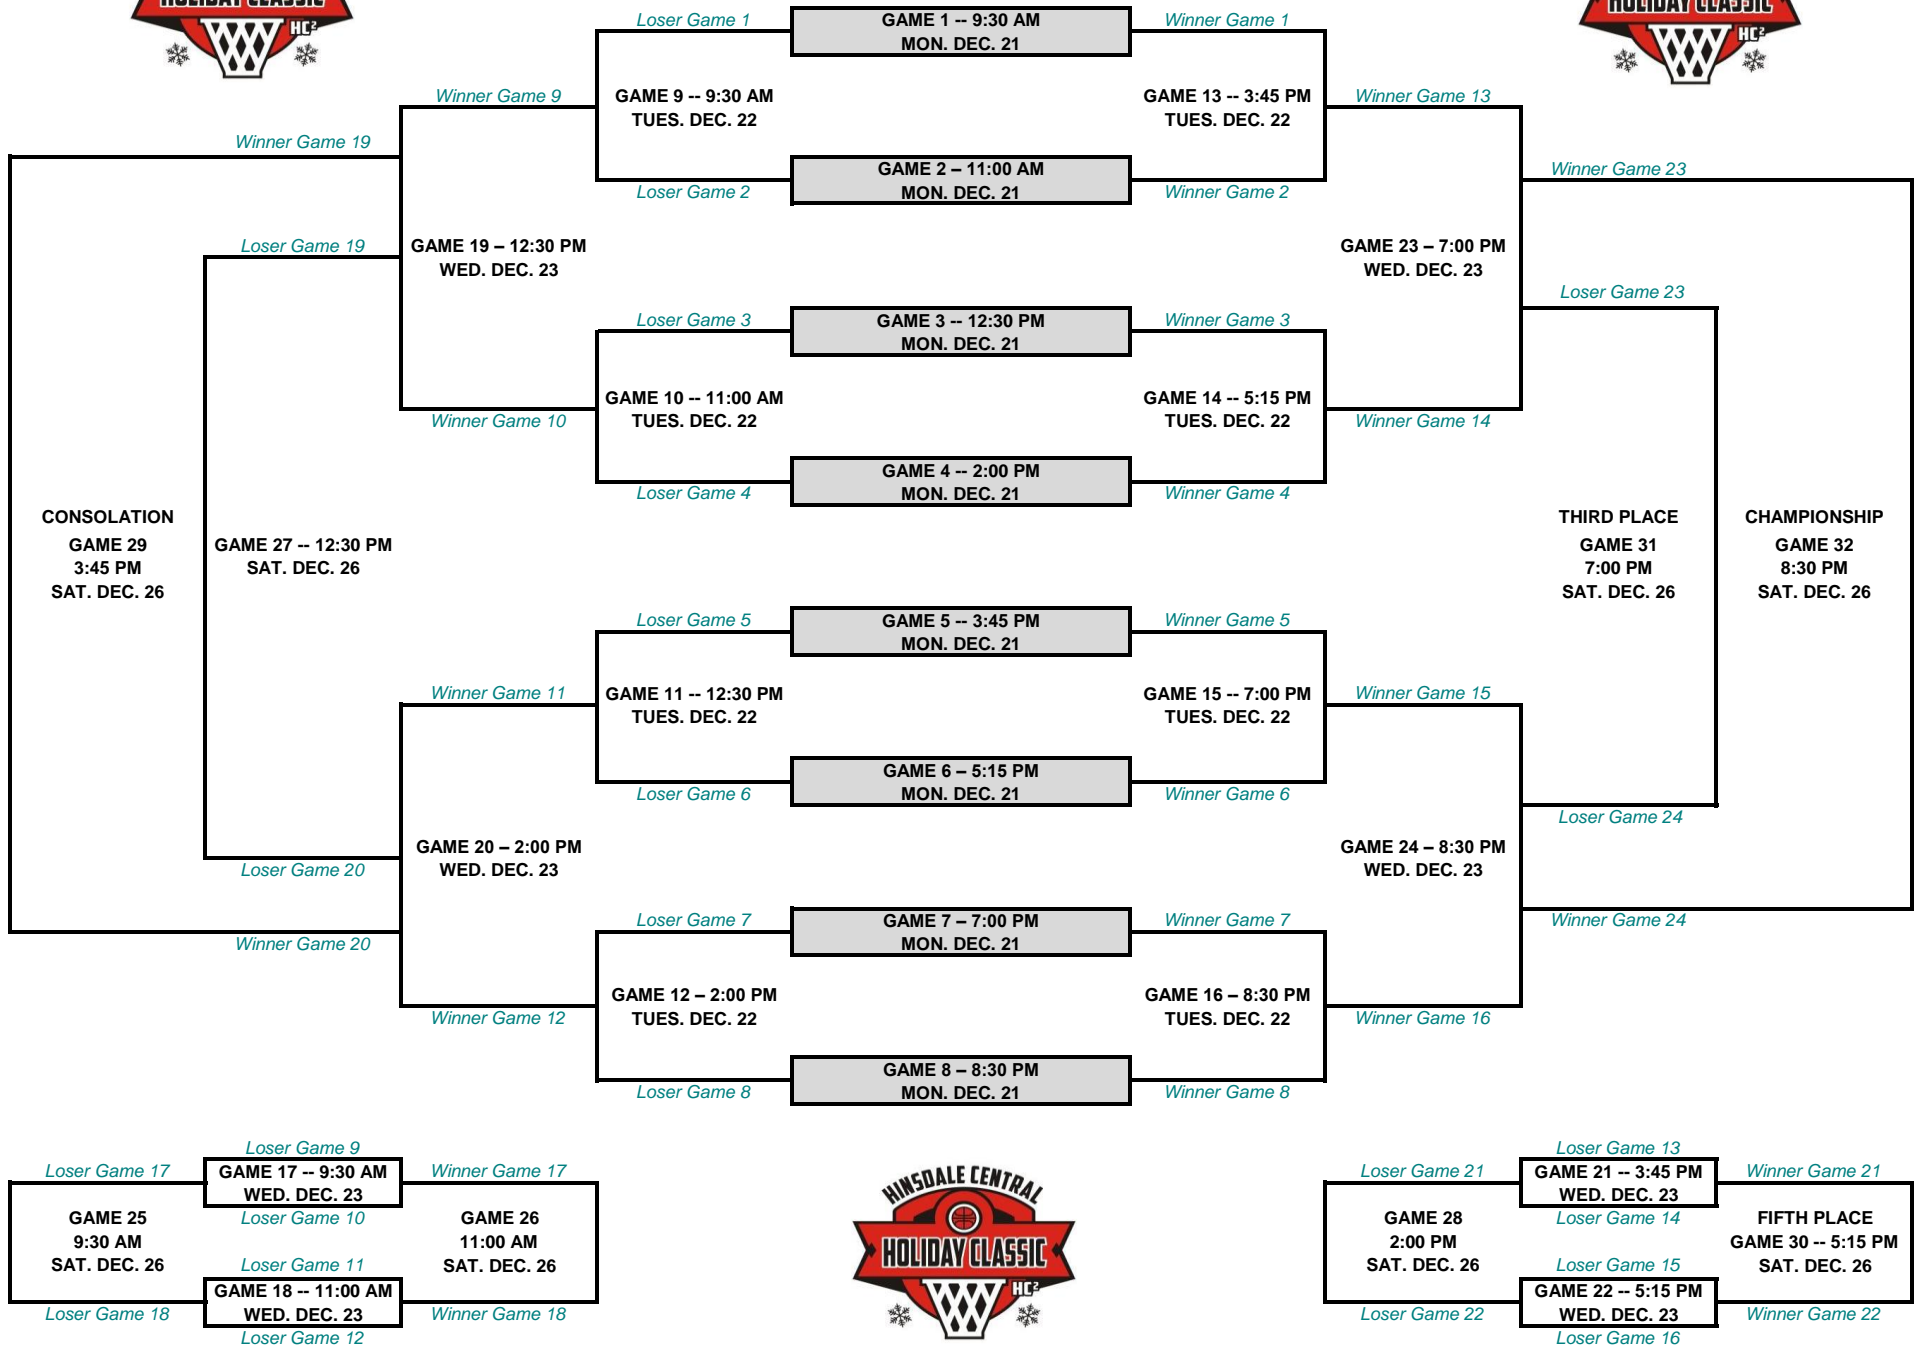 HOLIDAY CLASSIC
HC²
HOLIDAY CLASSIC
HC²
Loser Game 1
GAME 1 -- 9:30 AM
MON. DEC. 21
Winner Game 1
Winner Game 9
GAME 9 -- 9:30 AM
TUES. DEC. 22
GAME 13 -- 3:45 PM
TUES. DEC. 22
Winner Game 13
Winner Game 19
Loser Game 2
GAME 2 – 11:00 AM
MON. DEC. 21
Winner Game 2
Winner Game 23
Loser Game 19
GAME 19 – 12:30 PM
WED. DEC. 23
GAME 23 – 7:00 PM
WED. DEC. 23
Loser Game 23
Loser Game 3
GAME 3 -- 12:30 PM
MON. DEC. 21
Winner Game 3
Winner Game 10
GAME 10 -- 11:00 AM
TUES. DEC. 22
GAME 14 -- 5:15 PM
TUES. DEC. 22
Winner Game 14
Loser Game 4
GAME 4 -- 2:00 PM
MON. DEC. 21
Winner Game 4
CONSOLATION
GAME 29
3:45 PM
SAT. DEC. 26
GAME 27 -- 12:30 PM
SAT. DEC. 26
THIRD PLACE
GAME 31
7:00 PM
SAT. DEC. 26
CHAMPIONSHIP
GAME 32
8:30 PM
SAT. DEC. 26
Loser Game 5
GAME 5 -- 3:45 PM
MON. DEC. 21
Winner Game 5
Winner Game 11
GAME 11 -- 12:30 PM
TUES. DEC. 22
GAME 15 -- 7:00 PM
TUES. DEC. 22
Winner Game 15
Loser Game 6
GAME 6 – 5:15 PM
MON. DEC. 21
Winner Game 6
Loser Game 24
Loser Game 20
GAME 20 – 2:00 PM
WED. DEC. 23
GAME 24 – 8:30 PM
WED. DEC. 23
Winner Game 20
Loser Game 7
GAME 7 – 7:00 PM
MON. DEC. 21
Winner Game 7
Winner Game 24
Winner Game 12
GAME 12 – 2:00 PM
TUES. DEC. 22
GAME 16 – 8:30 PM
TUES. DEC. 22
Winner Game 16
Loser Game 8
GAME 8 – 8:30 PM
MON. DEC. 21
Winner Game 8
Loser Game 9
Loser Game 17
GAME 17 -- 9:30 AM
WED. DEC. 23
Winner Game 17
Loser Game 10
GAME 25
9:30 AM
SAT. DEC. 26
GAME 26
11:00 AM
SAT. DEC. 26
Loser Game 11
Loser Game 18
GAME 18 -- 11:00 AM
WED. DEC. 23
Winner Game 18
Loser Game 12
HINSDALE CENTRAL
HOLIDAY CLASSIC
HC²
Loser Game 13
Loser Game 21
GAME 21 -- 3:45 PM
WED. DEC. 23
Winner Game 21
Loser Game 14
GAME 28
2:00 PM
SAT. DEC. 26
FIFTH PLACE
GAME 30 -- 5:15 PM
SAT. DEC. 26
Loser Game 15
Loser Game 22
GAME 22 -- 5:15 PM
WED. DEC. 23
Winner Game 22
Loser Game 16